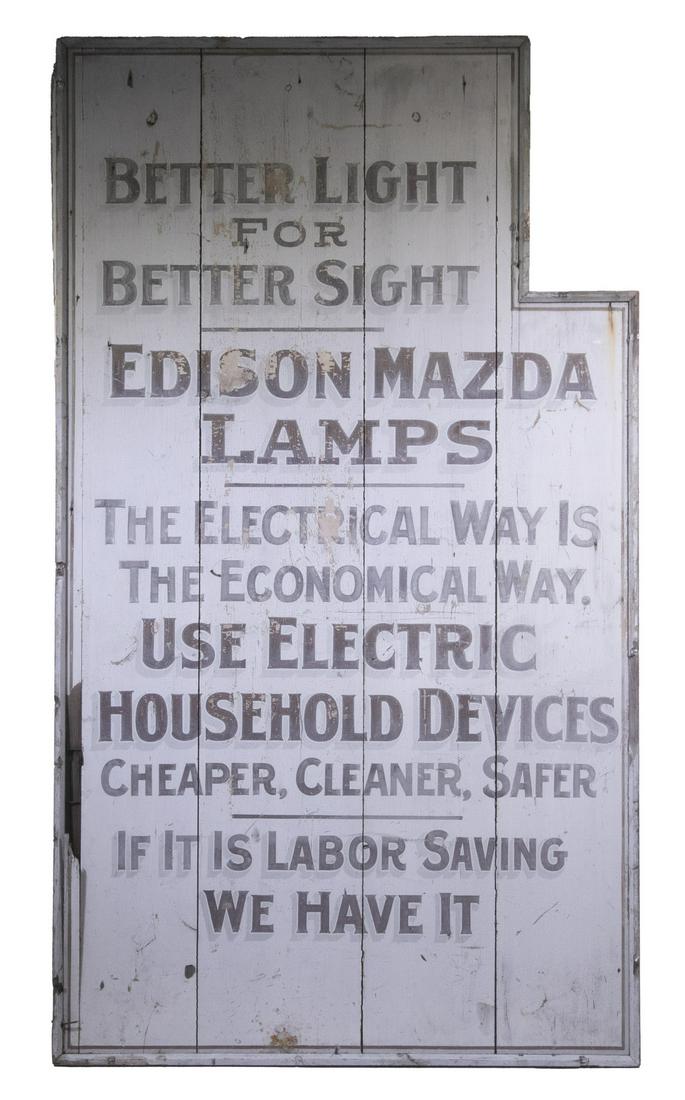 BETTER LIGHT
FOR
BETTER SIGHT
EDISON MAZDA
LAMPS
THE ELECTRICAL WAY IS
THE ECONOMICAL WAY.
USE ELECTRIC
HOUSEHOLD DEVICES
CHEAPER, CLEANER, SAFER
IF IT IS LABOR SAVING
WE HAVE IT